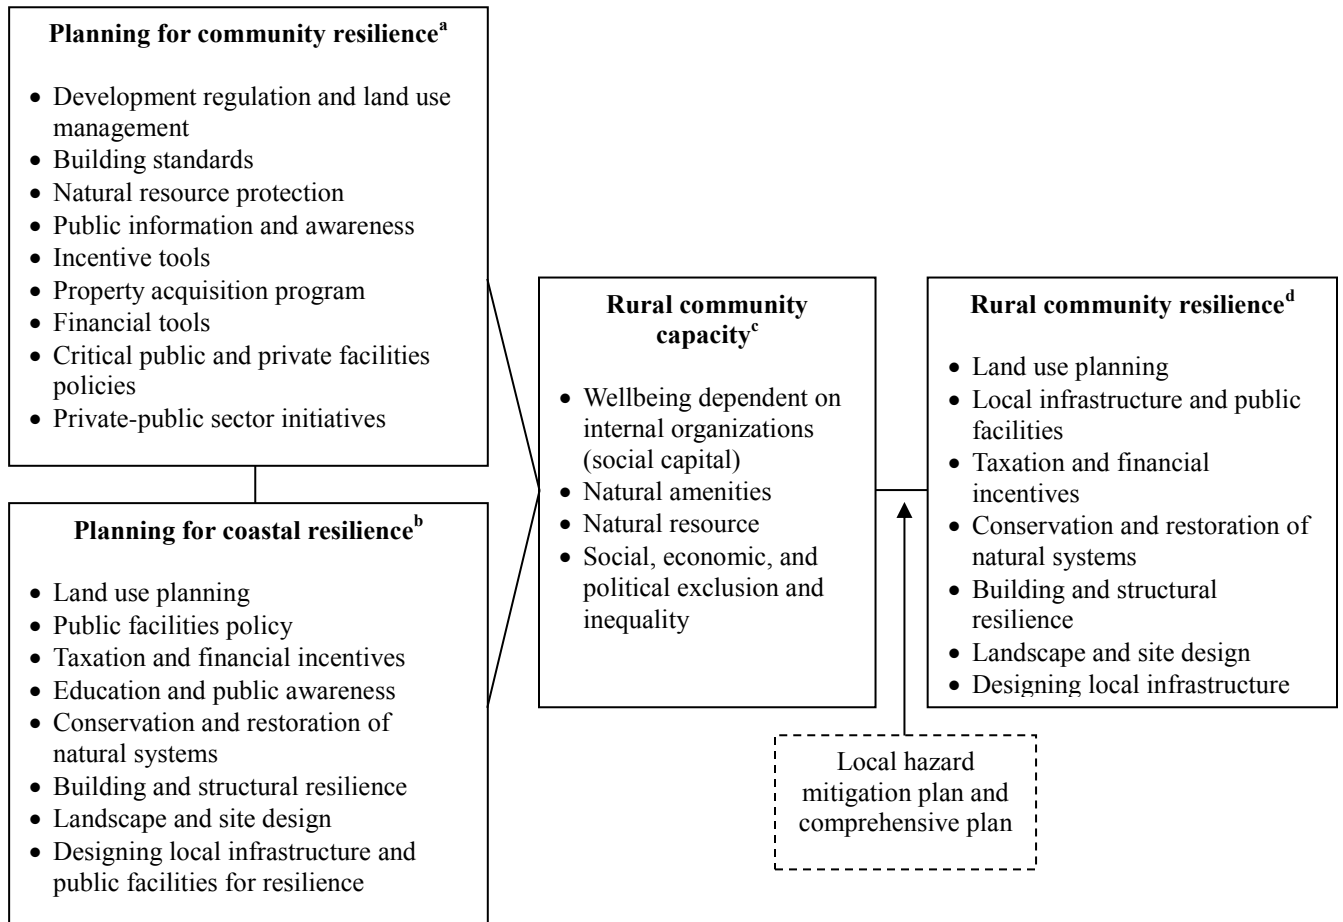 Planning for community resilienceᵃ
• Development regulation and land use
management
• Building standards
• Natural resource protection
• Public information and awareness
• Incentive tools
• Property acquisition program
• Financial tools
• Critical public and private facilities
policies
• Private-public sector initiatives
Planning for coastal resilienceᵇ
• Land use planning
• Public facilities policy
• Taxation and financial incentives
• Education and public awareness
• Conservation and restoration of
natural systems
• Building and structural resilience
• Landscape and site design
• Designing local infrastructure and
public facilities for resilience
Rural community
capacityᶜ
• Wellbeing dependent on
internal organizations
(social capital)
• Natural amenities
• Natural resource
• Social, economic, and
political exclusion and
inequality
Rural community resilienceᵈ
• Land use planning
• Local infrastructure and public
facilities
• Taxation and financial
incentives
• Conservation and restoration of
natural systems
• Building and structural
resilience
• Landscape and site design
• Designing local infrastructure
Local hazard
mitigation plan and
comprehensive plan